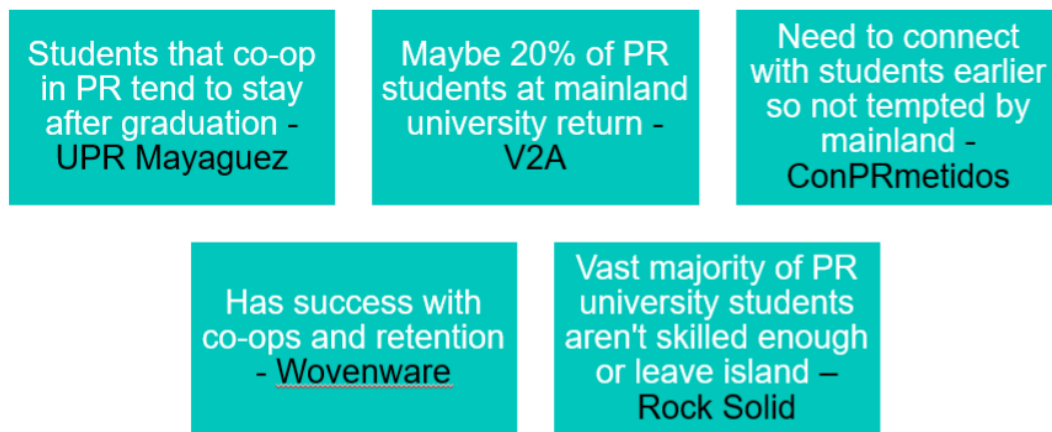 Students that co-op
in PR tend to stay
after graduation -
UPR Mayaguez
Maybe 20% of PR
students at mainland
university return -
V2A
Need to connect
with students earlier
so not tempted by
mainland -
ConPRmetidos
Has success with
co-ops and retention
- Wovenware
Vast majority of PR
university students
aren't skilled enough
or leave island –
Rock Solid